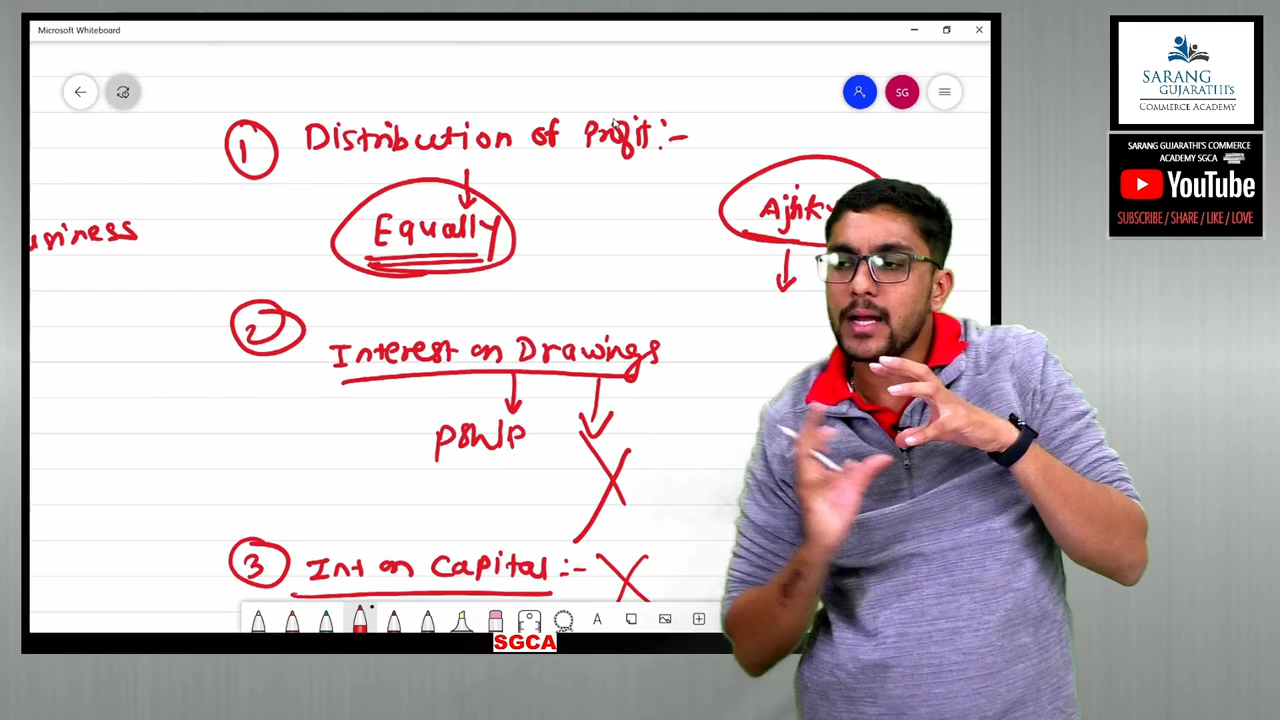 Microsoft Whiteboard
SG
SARANG
GUJARATHI'S
COMMERCE ACADEMY
SARANG GUJARATHI'S COMMERCE
ACADEMY SGCA
YouTube
SUBSCRIBE / SHARE / LIKE / LOVE
1 Distribution of Profit:-
Equally
usiness
2
Interest on Drawings
3 Int on Capital :-
A
SGCA